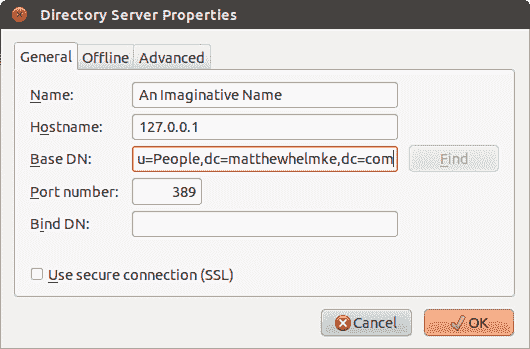 Directory Server Properties
General Offline Advanced
Name: An Imaginative Name
Hostname: 127.0.0.1
Base DN: u=People,dc=matthewhelmke,dc=com Find
Port number: 389
Bind DN:
Use secure connection (SSL)
Cancel OK